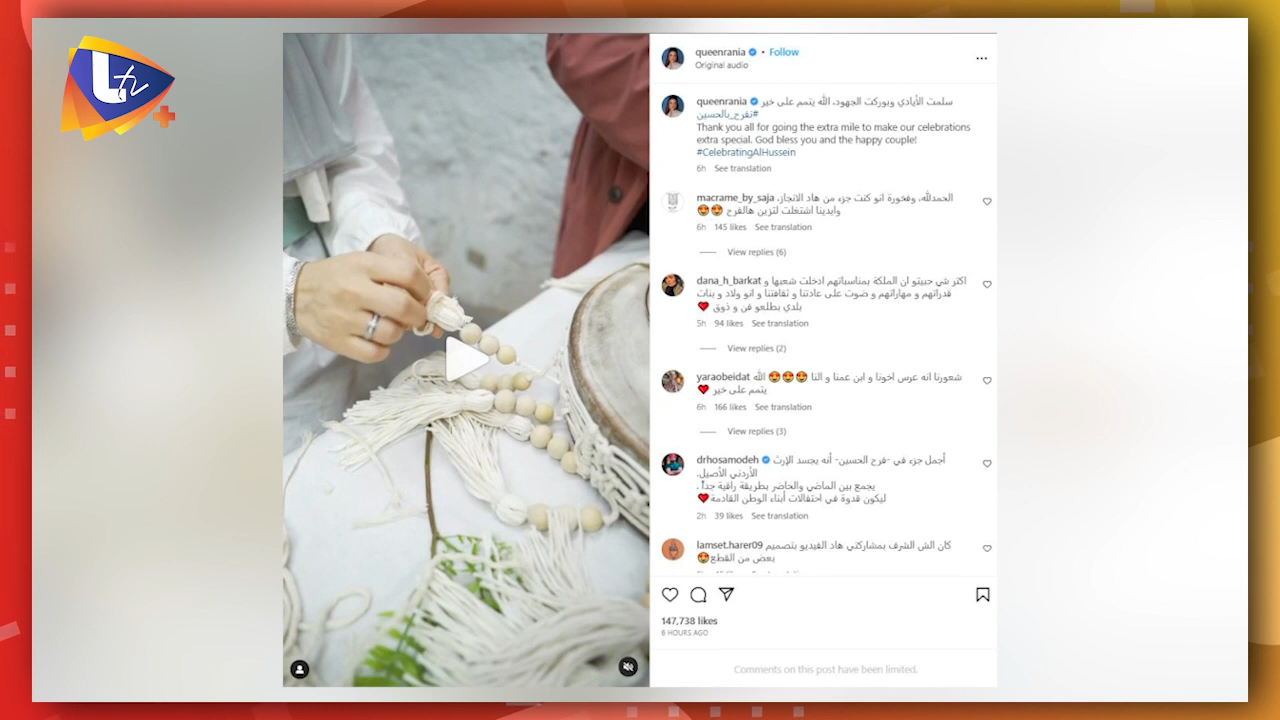 Ltv
queenrania • Follow
Original audio
queenrania سلمت الأيادي وبوركت الجهود، الله يتمم على خير
#نفرح_بالحسين
Thank you all for going the extra mile to make our celebrations
extra special. God bless you and the happy couple!
#CelebratingAlHussein
6h See translation
macrame_by_saja الحمدلله، وفخورة انو كنت جزء من هاد الانجاز،
وايدينا اشتغلت لتزين هالفرح 😍😍
6h 145 likes See translation
View replies (6)
dana_h_barkat اكتر شي حبيتو ان الملكة بمناسباتهم ادخلت شعبها و
قدراتهم و مهاراتهم و ضوت على عادتنا و ثقافتنا و انو ولاد و بنات
بلدي بطلعو فن و ذوق ❤️
5h 94 likes See translation
View replies (2)
yaraobeidat شعورنا انه عرس اخونا و ابن عمنا و النا 😍😍😍 الله
يتمم على خير ❤️
6h 166 likes See translation
View replies (3)
drhosamodeh أجمل جزء في -فرح الحسين- أنه يجسد الإرث
الأردني الأصيل.
يجمع بين الماضي والحاضر بطريقة راقية جداً .
ليكون قدوة في احتفالات أبناء الوطن القادمة❤️
2h 39 likes See translation
lamset.harer09 كان الش الشرف بمشاركتي هاد الفيديو بتصميم
بعض من القطع😍
147,738 likes
6 HOURS AGO
Comments on this post have been limited.